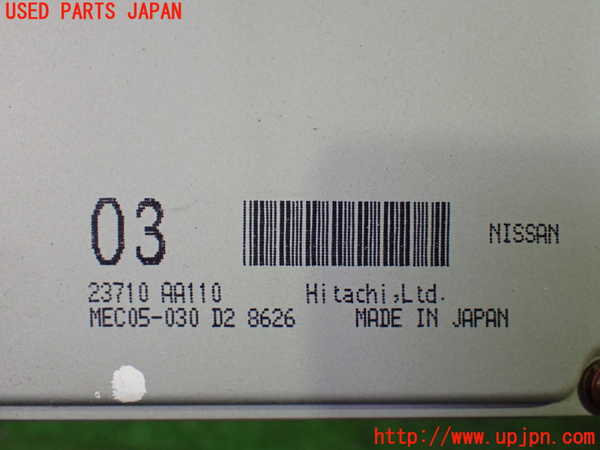 USED PARTS JAPAN
03
NISSAN
23710 AA110 Hitachi,Ltd.
MEC05-030 D2 8626 MADE IN JAPAN
http://www.upjpn.com/